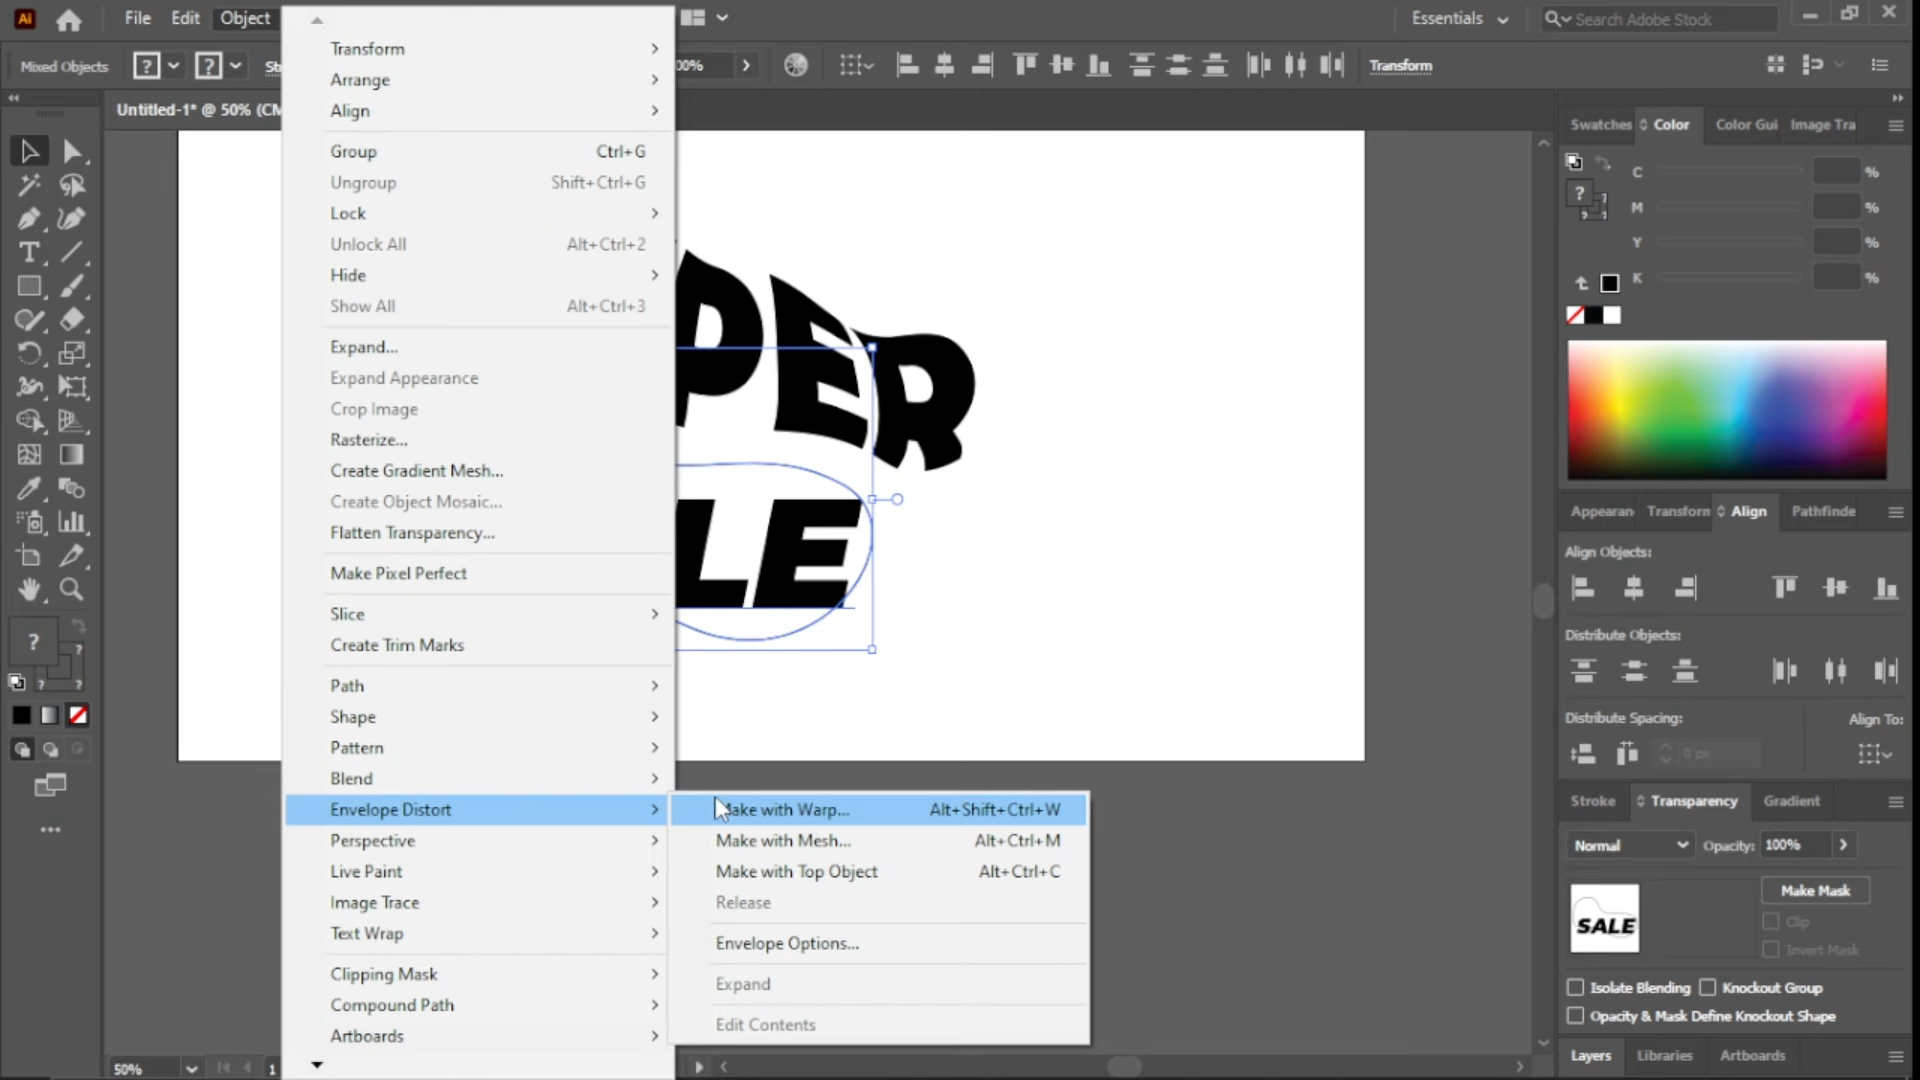 Ai
File
Edit
Object
Essentials
Search Adobe Stock
Mixed Objects
?
?
00%
Transform
Untitled-1* @ 50% (CM
Transform
Arrange
Align
Group Ctrl+G
Ungroup Shift+Ctrl+G
Lock
Unlock All Alt+Ctrl+2
Hide
Show All Alt+Ctrl+3
Expand...
Expand Appearance
Crop Image
Rasterize...
Create Gradient Mesh...
Create Object Mosaic...
Flatten Transparency...
Make Pixel Perfect
Slice
Create Trim Marks
Path
Shape
Pattern
Blend
Envelope Distort
Perspective
Live Paint
Image Trace
Text Wrap
Clipping Mask
Compound Path
Artboards
Make with Mesh... Alt+Ctrl+M
Make with Top Object Alt+Ctrl+C
Release
Envelope Options...
Expand
Edit Contents
with Warp... Alt+Shift+Ctrl+W
PER
LE
Swatches
Color
Color Gui
Image Tra
C %
M %
Y %
K %
?
Appearan
Transform
Align
Pathfinde
Align Objects:
Distribute Objects:
Distribute Spacing:
Align To:
0 px
Stroke
Transparency
Gradient
Normal
Opacity: 100%
SALE
Make Mask
Clip
Invert Mask
Isolate Blending
Knockout Group
Opacity & Mask Define Knockout Shape
Layers
Libraries
Artboards
50%
1